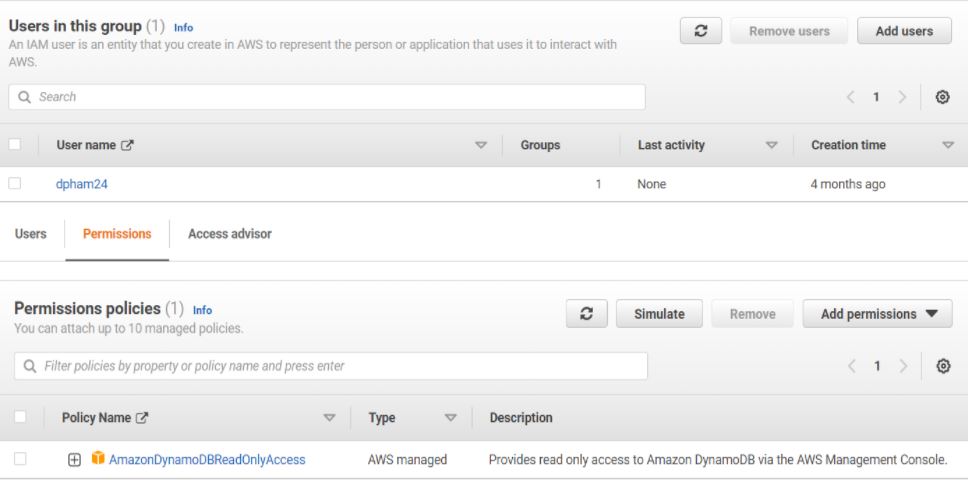 Users in this group (1) Info
Remove users
Add users
An IAM user is an entity that you create in AWS to represent the person or application that uses it to interact with
AWS.
Search
1
User name Groups Last activity Creation time
dpham24 1 None 4 months ago
Users Permissions Access advisor
Permissions policies (1) Info
Simulate Remove Add permissions
You can attach up to 10 managed policies.
Filter policies by property or policy name and press enter
1
Policy Name Type Description
AmazonDynamoDBReadOnlyAccess AWS managed Provides read only access to Amazon DynamoDB via the AWS Management Console.